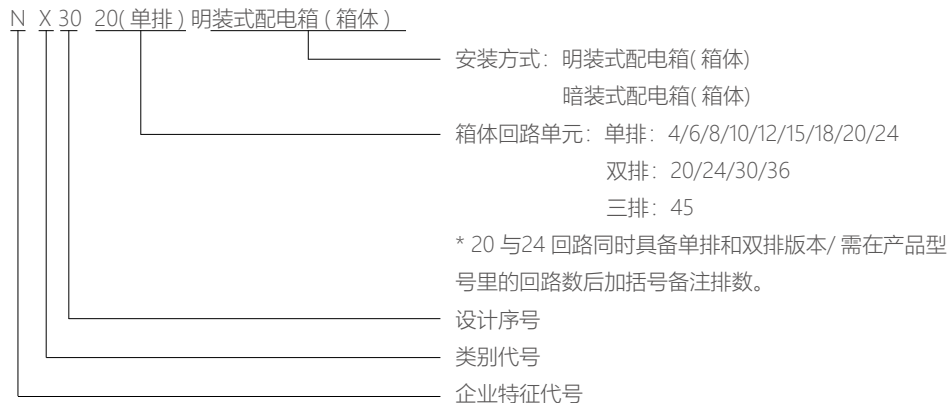 N X 30 20( 单排 ) 明装式配电箱 ( 箱体 )
安装方式：明装式配电箱( 箱体)
暗装式配电箱( 箱体)
箱体回路单元：单排：4/6/8/10/12/15/18/20/24
双排：20/24/30/36
三排：45
* 20 与24 回路同时具备单排和双排版本/ 需在产品型
号里的回路数后加括号备注排数。
设计序号
类别代号
企业特征代号